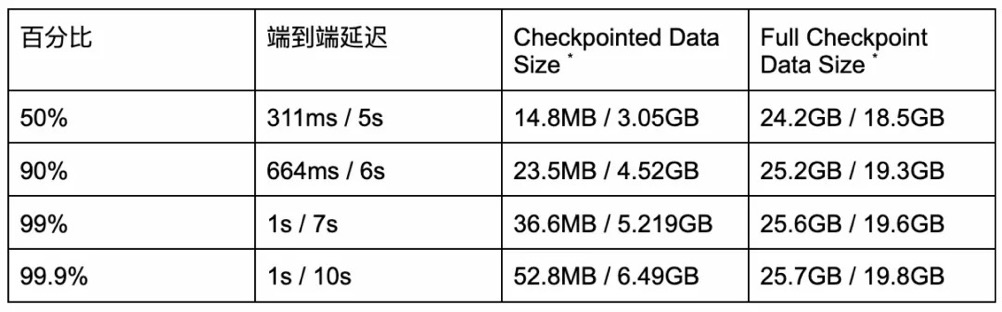 百分比 端到端延迟 Checkpointed Data Size * Full Checkpoint Data Size *
50% 311ms / 5s 14.8MB / 3.05GB 24.2GB / 18.5GB
90% 664ms / 6s 23.5MB / 4.52GB 25.2GB / 19.3GB
99% 1s / 7s 36.6MB / 5.219GB 25.6GB / 19.6GB
99.9% 1s / 10s 52.8MB / 6.49GB 25.7GB / 19.8GB